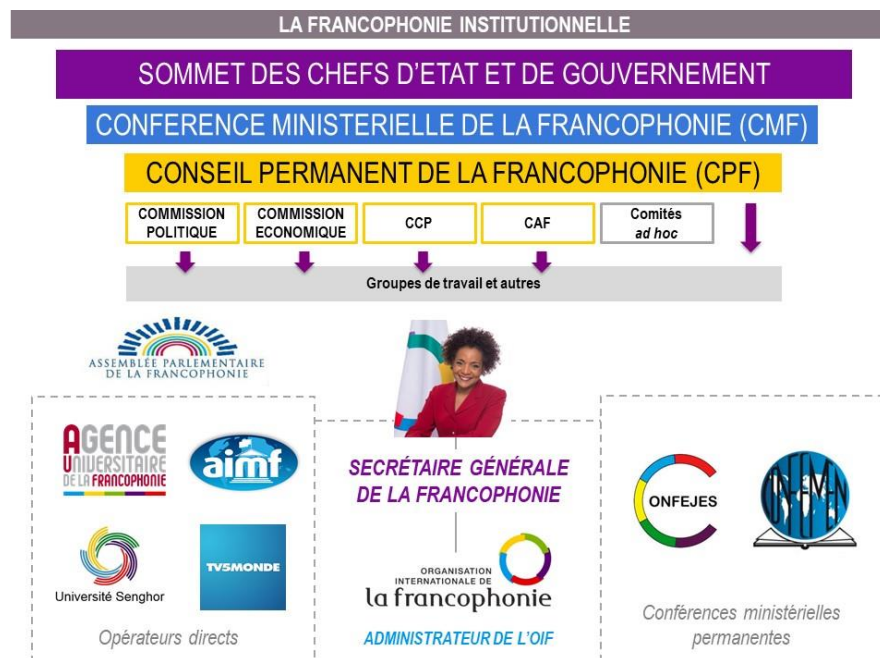 LA FRANCOPHONIE INSTITUTIONNELLE
SOMMET DES CHEFS D'ETAT ET DE GOUVERNEMENT
CONFERENCE MINISTERIELLE DE LA FRANCOPHONIE (CMF)
CONSEIL PERMANENT DE LA FRANCOPHONIE (CPF)
COMMISSION
POLITIQUE
COMMISSION
ECONOMIQUE
CCP
CAF
Comités
ad hoc
Groupes de travail et autres
ASSEMBLÉE PARLEMENTAIRE
DE LA FRANCOPHONIE
AGENCE
UNIVERSITAIRE
DE LA FRANCOPHONIE
aimf
Université Senghor
TV5MONDE
Opérateurs directs
SECRÉTAIRE GÉNÉRALE
DE LA FRANCOPHONIE
ORGANISATION
INTERNATIONALE DE
la francophonie
ADMINISTRATEUR DE L'OIF
CONFEJES
CONFEMEN
Conférences ministérielles
permanentes